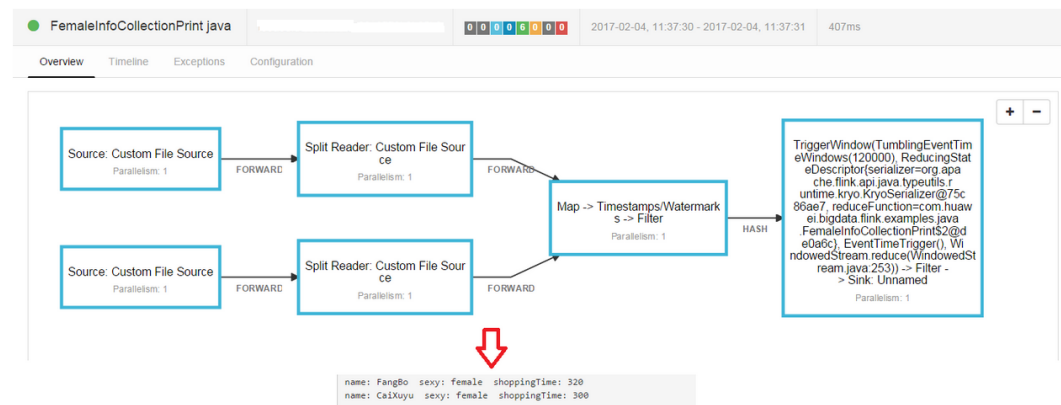 FemaleInfoCollectionPrint java
0 0 0 0 6 0 0 0
2017-02-04, 11:37:30 - 2017-02-04, 11:37:31
407ms
Overview
Timeline
Exceptions
Configuration
+
−
Source: Custom File Source
Parallelism: 1
FORWARD
Split Reader: Custom File Sour
ce
Parallelism: 1
FORWARD
Source: Custom File Source
Parallelism: 1
FORWARD
Split Reader: Custom File Sour
ce
Parallelism: 1
FORWARD
Map -> Timestamps/Watermark
s -> Filter
Parallelism: 1
HASH
TriggerWindow(TumblingEventTim
eWindows(120000), ReducingStat
eDescriptor{serializer=org.apa
che.flink.api.java.typeutils.r
untime.kryo.KryoSerializer@75c
86ae7, reduceFunction=com.huaw
ei.bigdata.flink.examples.java
.FemaleInfoCollectionPrint$2@d
e0a6c}, EventTimeTrigger(), Wi
ndowedStream.reduce(WindowedSt
ream.java:253)) -> Filter -
> Sink: Unnamed
Parallelism: 1
name: FangBo sexy: female shoppingTime: 320
name: CaiXuyu sexy: female shoppingTime: 300